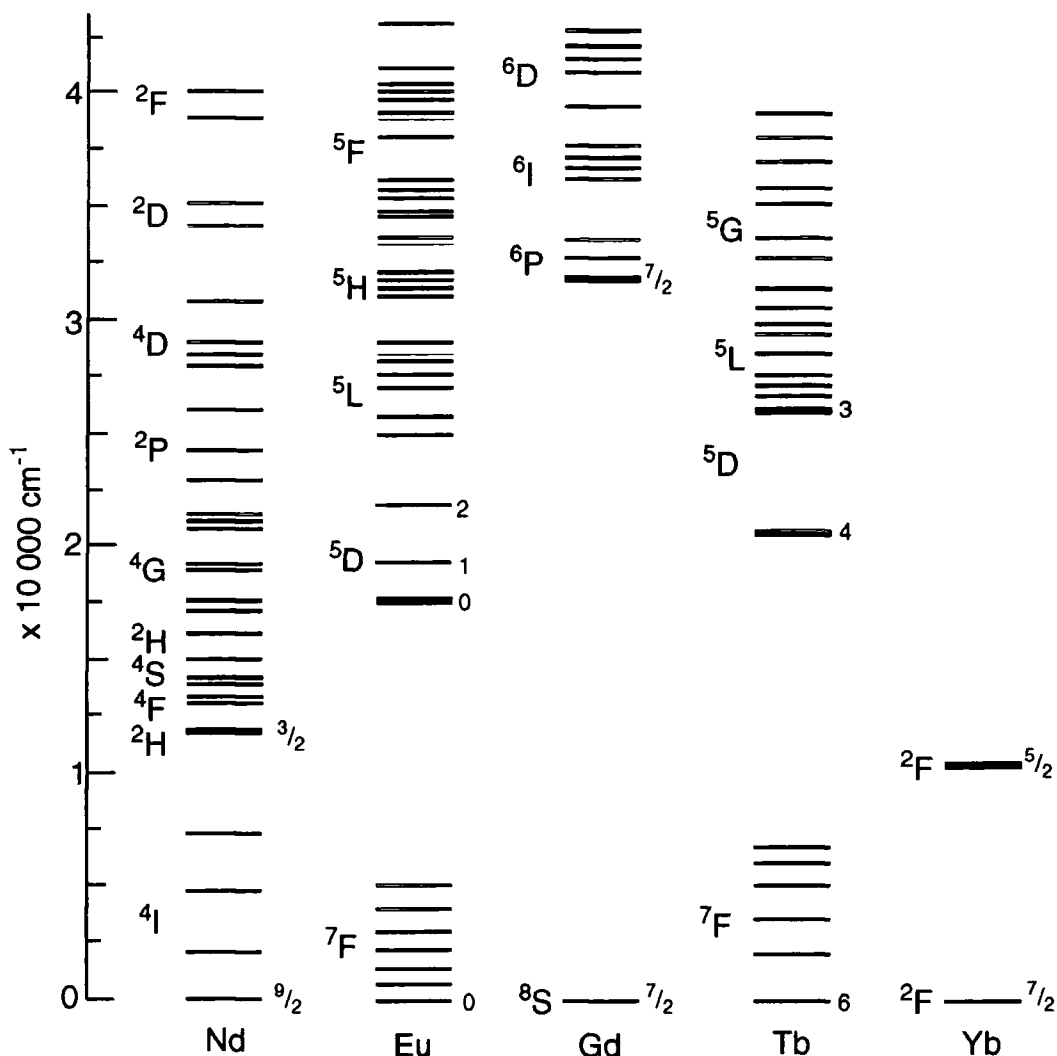 x 10 000 cm⁻¹
4
3
2
1
0
²F
²D
⁴D
²P
⁴G
²H
⁴S
⁴F
²H
³/₂
⁴I
⁹/₂
Nd
⁵F
⁵H
⁵L
⁵D
2
1
0
⁷F
0
Eu
⁶D
⁶I
⁶P
⁷/₂
⁸S
⁷/₂
Gd
⁵G
⁵L
3
⁵D
4
⁷F
6
Tb
²F
⁵/₂
²F
⁷/₂
Yb